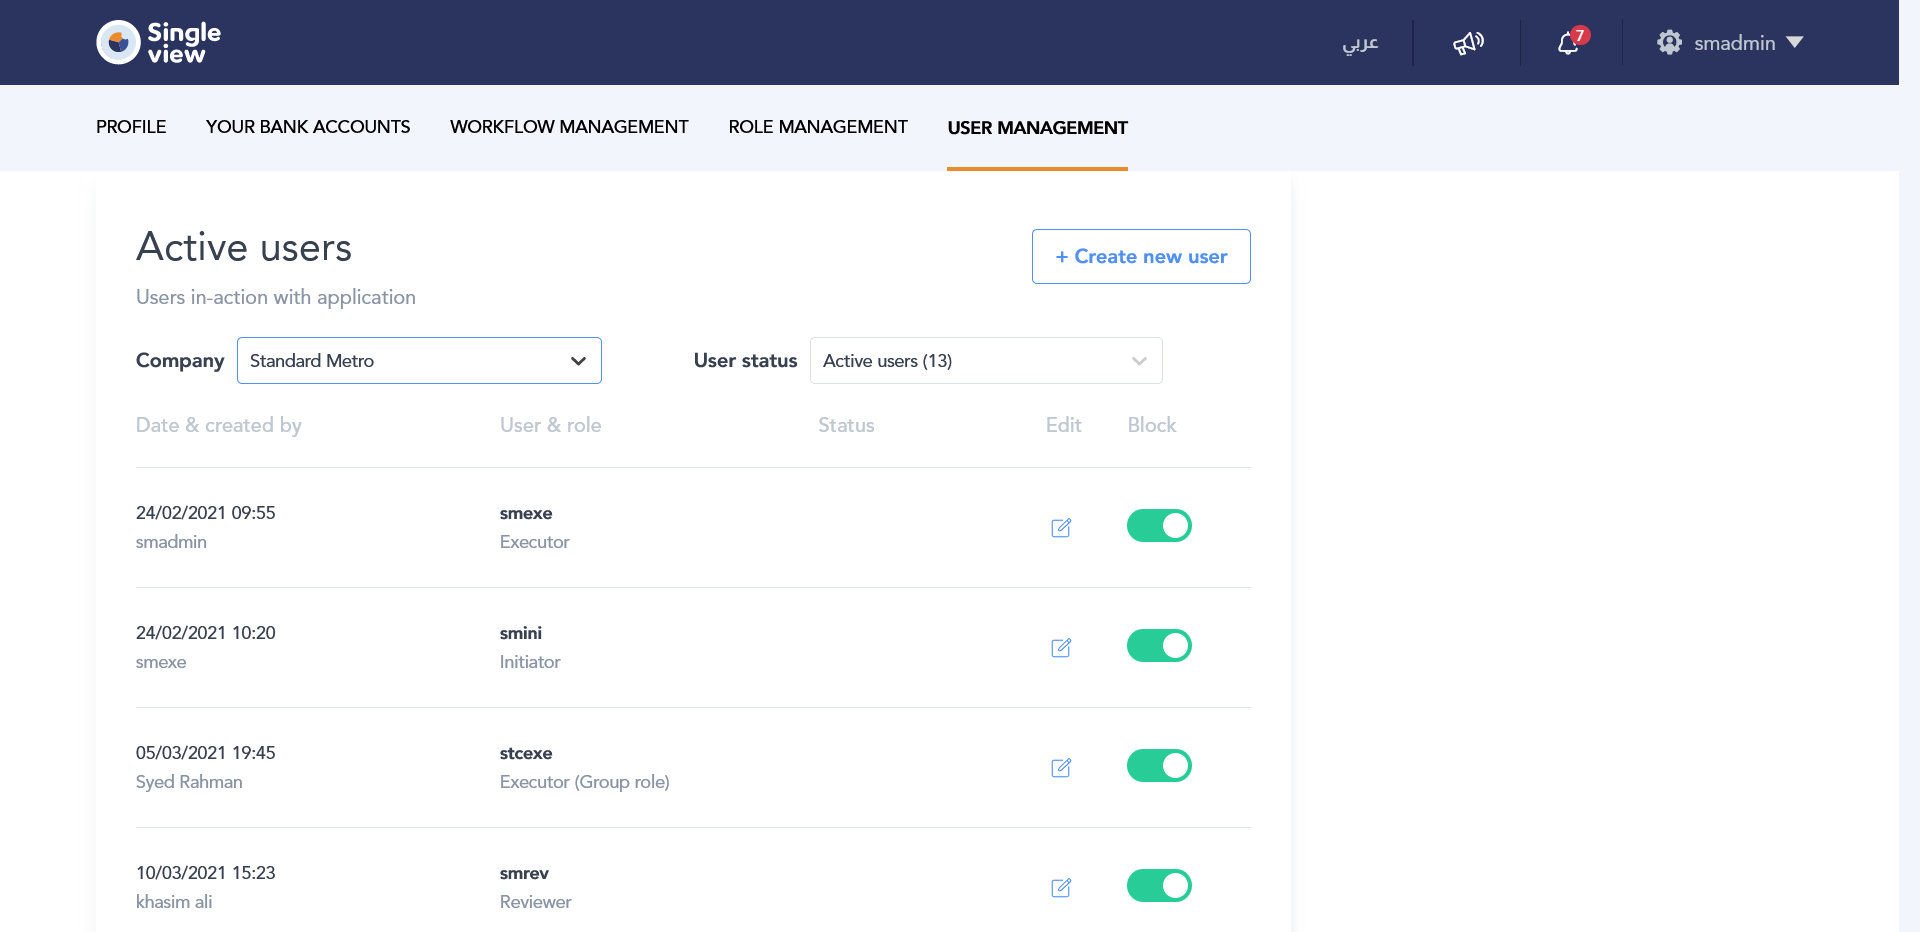 Single
view
عربي
7
smadmin
PROFILE
YOUR BANK ACCOUNTS
WORKFLOW MANAGEMENT
ROLE MANAGEMENT
USER MANAGEMENT
Active users
+ Create new user
Users in-action with application
Company
Standard Metro
User status
Active users (13)
Date & created by
User & role
Status
Edit
Block
24/02/2021 09:55
smexe
smadmin
Executor
24/02/2021 10:20
smini
smexe
Initiator
05/03/2021 19:45
stcexe
Syed Rahman
Executor (Group role)
10/03/2021 15:23
smrev
khasim ali
Reviewer